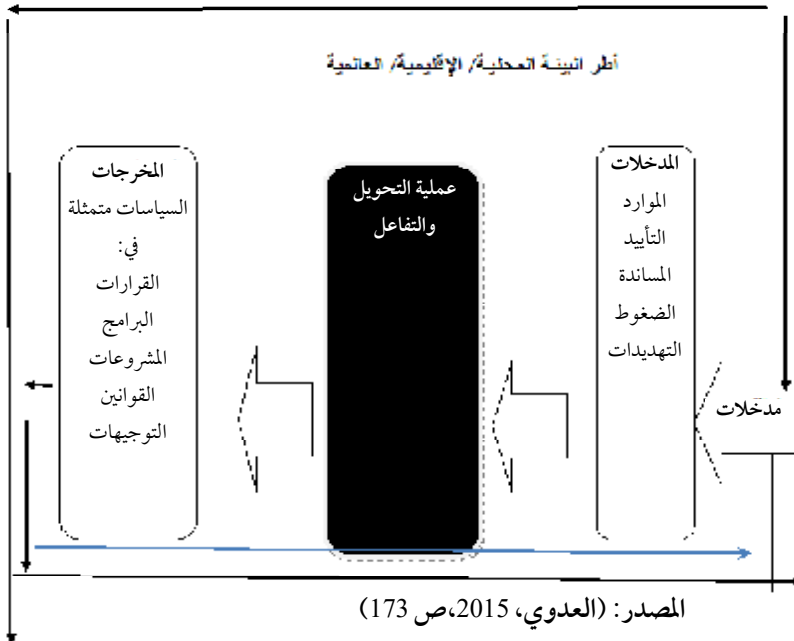 أطر البيئة المحلية/ الإقليمية/ العالمية
المدخلات
الموارد
التأييد
المساندة
الضغوط
التهديدات
مدخلات
عملية التحويل
والتفاعل
المخرجات
السياسات متمثلة
في:
القرارات
البرامج
المشروعات
القوانين
التوجيهات
المصدر: (العدوي، 2015،ص 173)